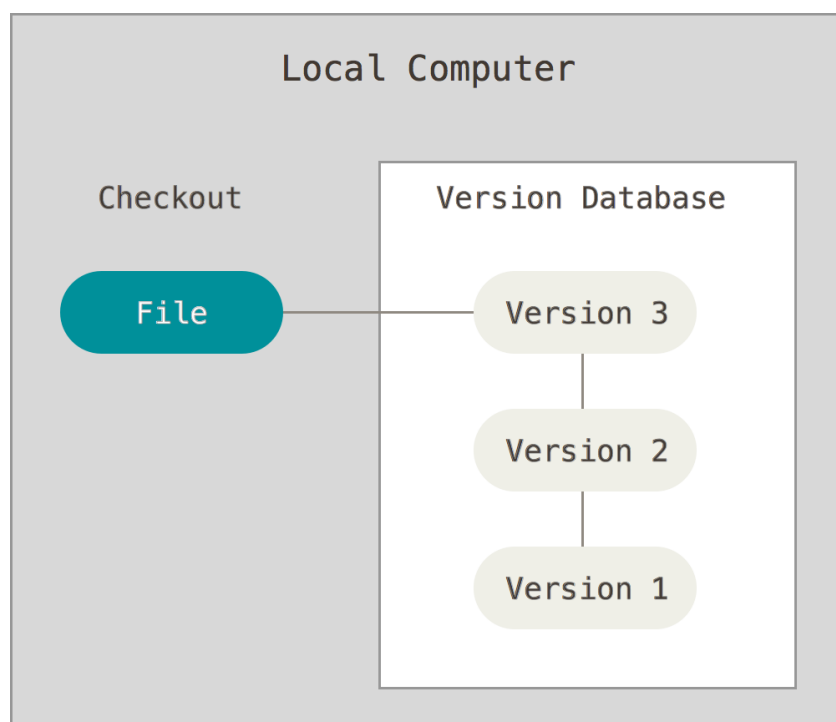 Local Computer
Checkout
Version Database
File
Version 3
Version 2
Version 1